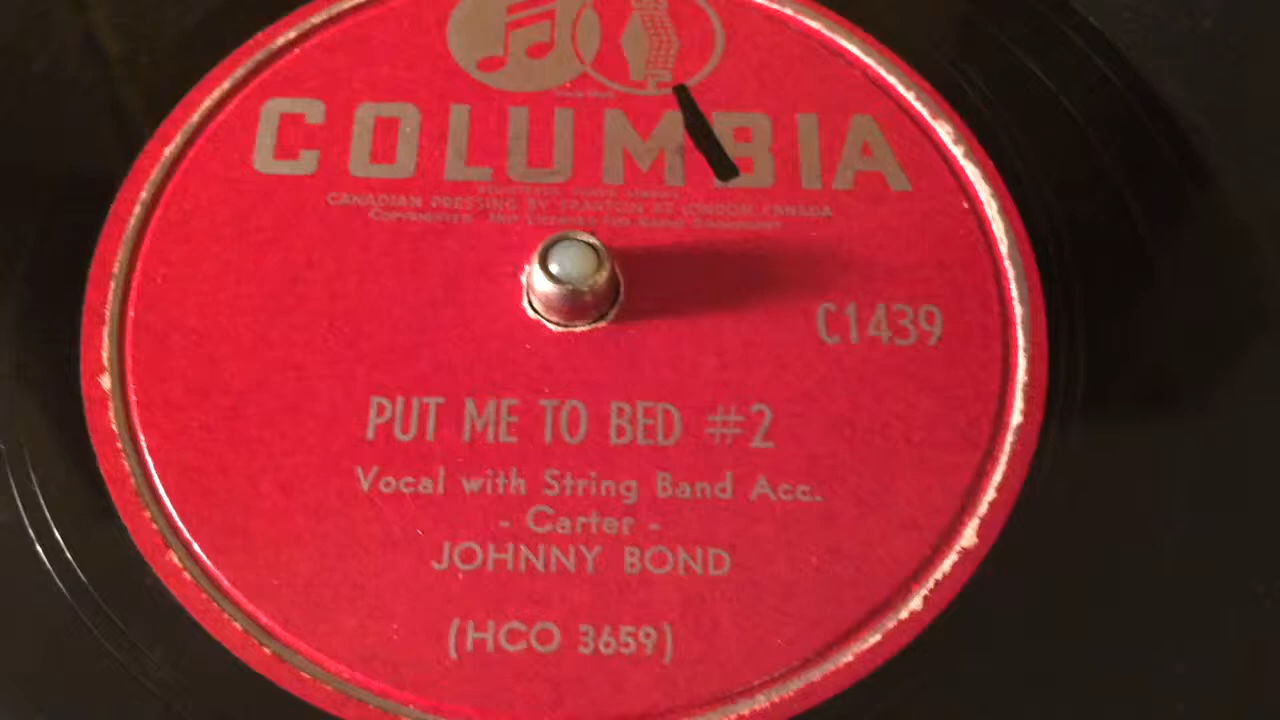 COLUMBIA
CANADIAN PRESSING BY SPARTON AT LONDON, CANADA
C1439
PUT ME TO BED #2
Vocal with String Band Acc.
- Carter -
JOHNNY BOND
(HCO 3659)